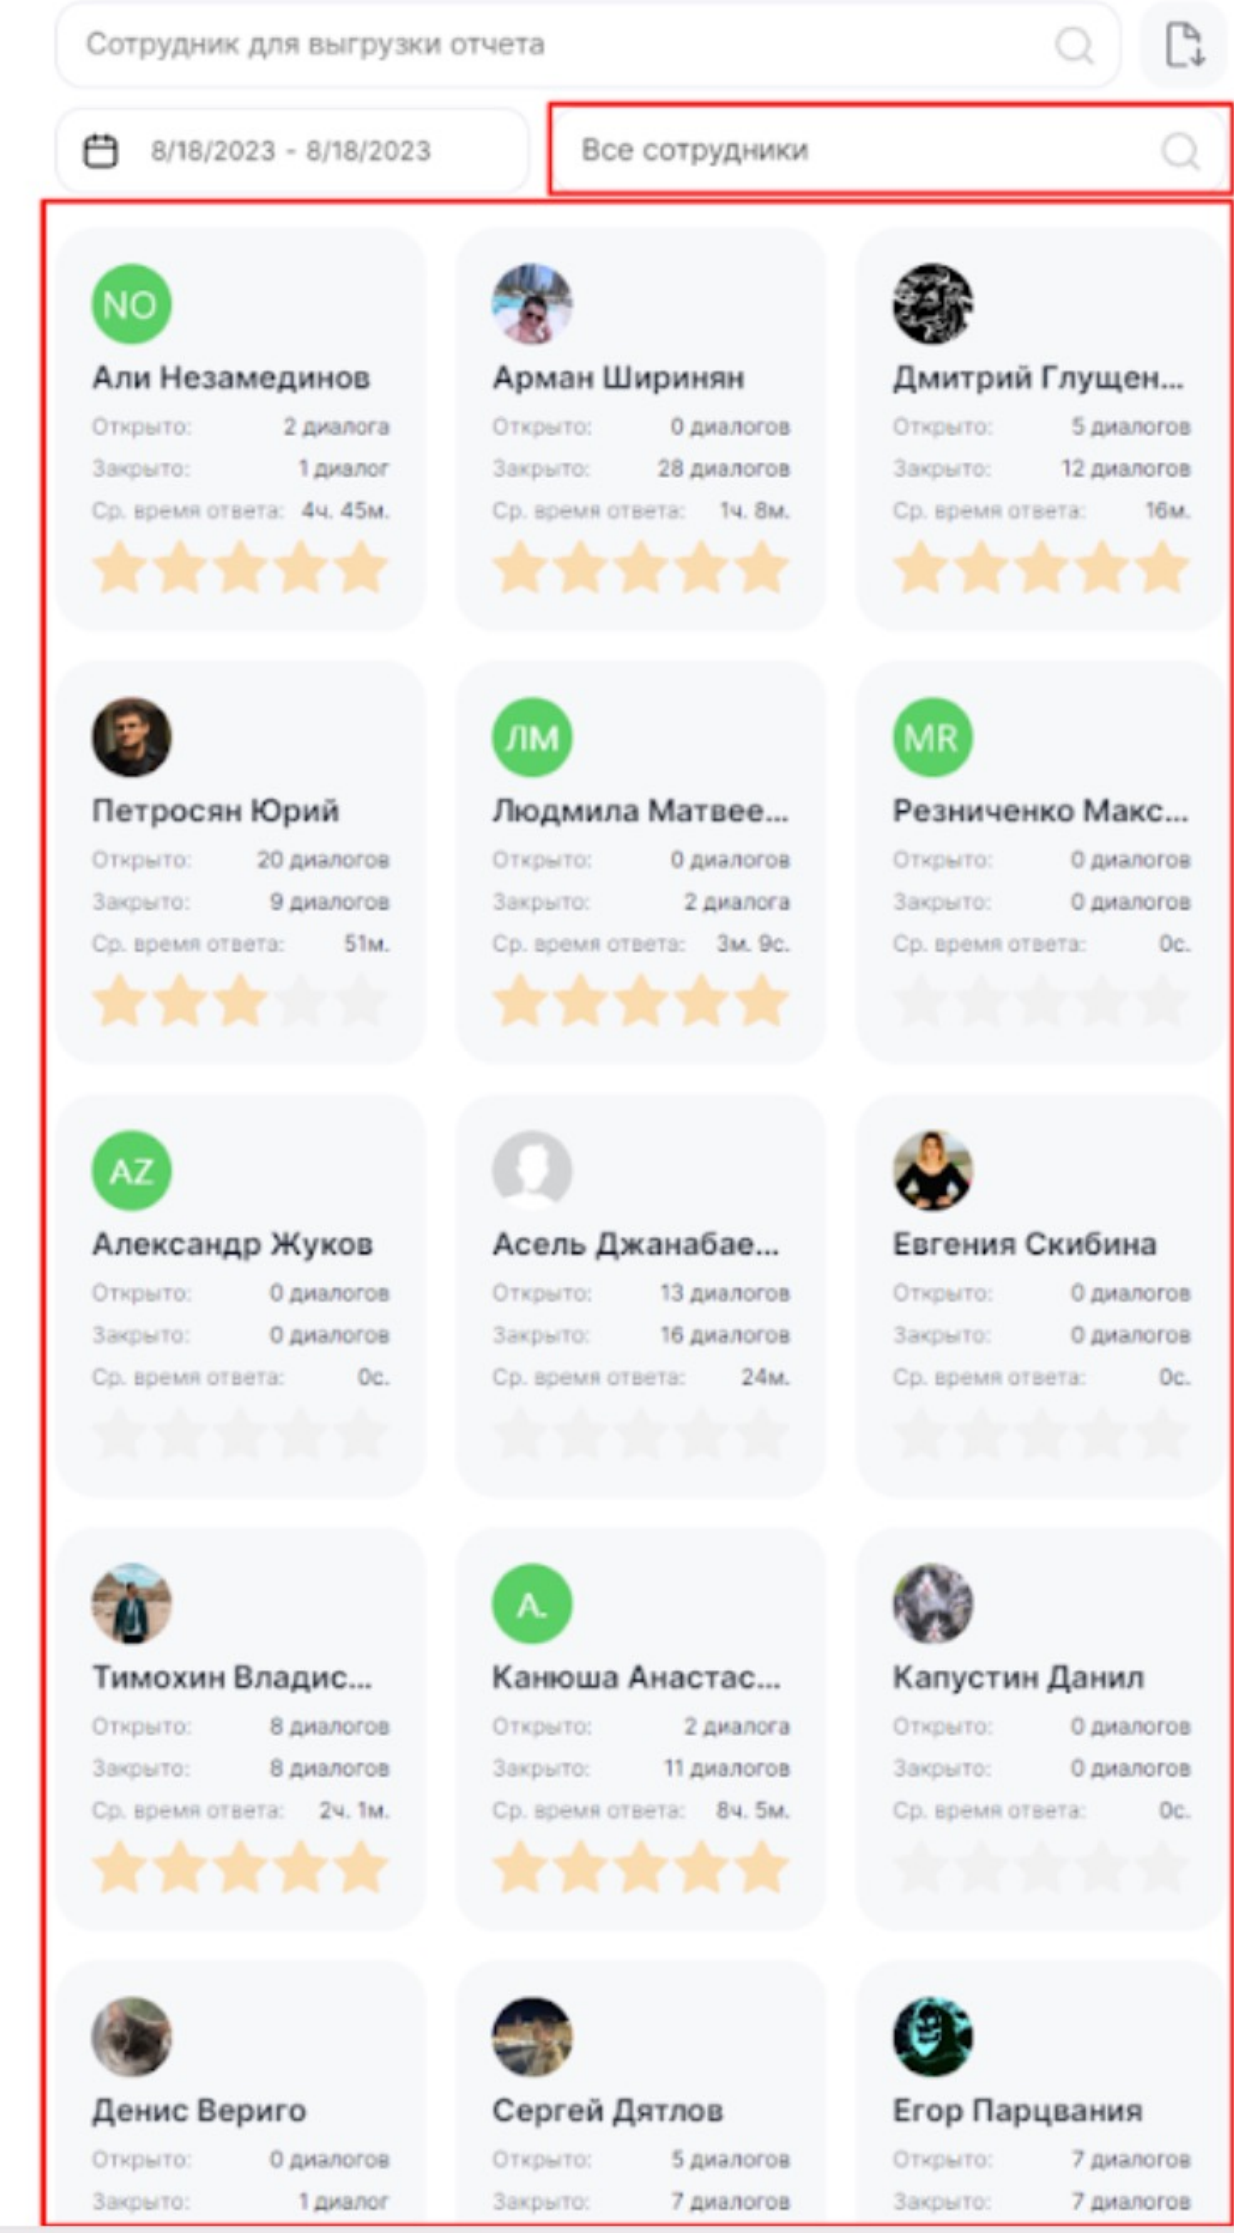 Сотрудник для выгрузки отчета
8/18/2023 - 8/18/2023
Все сотрудники
NO
Али Незамединов
Открыто: 2 диалога
Закрыто: 1 диалог
Ср. время ответа: 4ч. 45м.
Арман Ширинян
Открыто: 0 диалогов
Закрыто: 28 диалогов
Ср. время ответа: 1ч. 8м.
Дмитрий Глущен...
Открыто: 5 диалогов
Закрыто: 12 диалогов
Ср. время ответа: 16м.
Петросян Юрий
Открыто: 20 диалогов
Закрыто: 9 диалогов
Ср. время ответа: 51м.
ЛМ
Людмила Матвее...
Открыто: 0 диалогов
Закрыто: 2 диалога
Ср. время ответа: 3м. 9с.
MR
Резниченко Макс...
Открыто: 0 диалогов
Закрыто: 0 диалогов
Ср. время ответа: 0с.
AZ
Александр Жуков
Открыто: 0 диалогов
Закрыто: 0 диалогов
Ср. время ответа: 0с.
Асель Джанабае...
Открыто: 13 диалогов
Закрыто: 16 диалогов
Ср. время ответа: 24м.
Евгения Скибина
Открыто: 0 диалогов
Закрыто: 0 диалогов
Ср. время ответа: 0с.
Тимохин Владис...
Открыто: 8 диалогов
Закрыто: 8 диалогов
Ср. время ответа: 2ч. 1м.
А.
Канюша Анастас...
Открыто: 2 диалога
Закрыто: 11 диалогов
Ср. время ответа: 8ч. 5м.
Капустин Данил
Открыто: 0 диалогов
Закрыто: 0 диалогов
Ср. время ответа: 0с.
Денис Вериго
Открыто: 0 диалогов
Закрыто: 1 диалог
Сергей Дятлов
Открыто: 5 диалогов
Закрыто: 7 диалогов
Егор Парцвания
Открыто: 7 диалогов
Закрыто: 7 диалогов